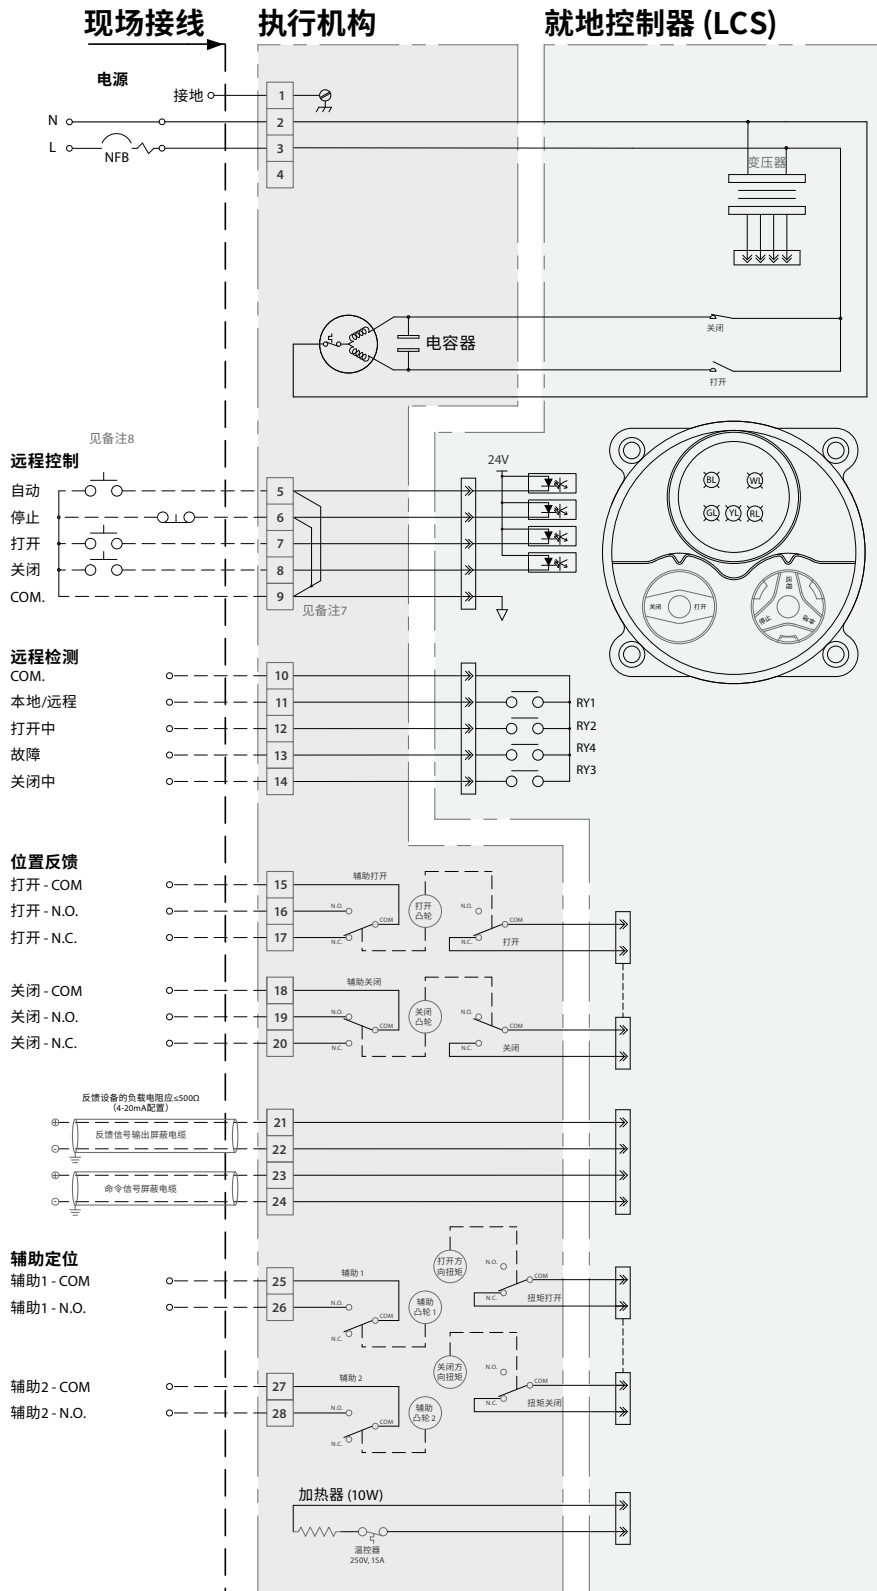 现场接线
执行机构
就地控制器 (LCS)
电源
接地
1
N
2
L
NFB
3
4
变压器
关闭
电容器
打开
见备注8
远程控制
24V
自动
5
停止
6
打开
7
关闭
8
COM.
9
见备注7
BL
WL
GL
YL
RL
关闭
打开
远程
停止
本地
远程检测
COM.
10
本地/远程
11
RY1
打开中
12
RY2
故障
13
RY4
关闭中
14
RY3
位置反馈
打开 - COM
15
辅助打开
打开 - N.O.
16
N.O.
COM
打开
凸轮
N.O.
COM
打开 - N.C.
17
N.C.
N.C.
打开
关闭 - COM
18
辅助关闭
关闭 - N.O.
19
N.O.
COM
关闭
凸轮
N.O.
COM
关闭 - N.C.
20
N.C.
N.C.
关闭
反馈设备的负载电阻应≤500Ω
(4-20mA配置)
21
反馈信号输出屏蔽电缆
22
23
命令信号屏蔽电缆
24
辅助定位
辅助1 - COM
25
辅助 1
打开方
向扭矩
N.O.
COM
辅助1 - N.O.
26
N.O.
COM
N.C.
辅助
凸轮 1
N.C.
扭矩打开
辅助2 - COM
27
辅助 2
关闭方
向扭矩
N.O.
COM
辅助2 - N.O.
28
N.O.
COM
N.C.
辅助
凸轮 2
N.C.
扭矩关闭
加热器 (10W)
温控器
250V, 15A